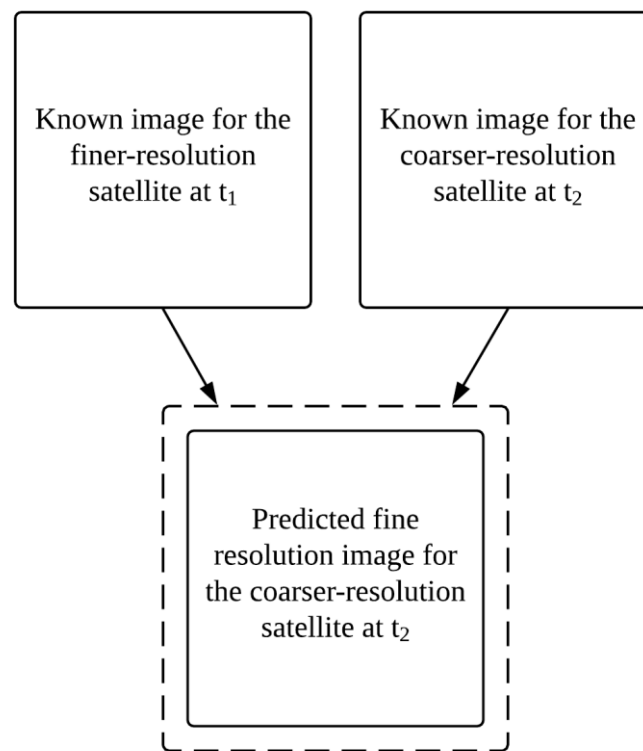 Known image for the
finer-resolution
satellite at t₁
Known image for the
coarser-resolution
satellite at t₂
Predicted fine
resolution image for
the coarser-resolution
satellite at t₂